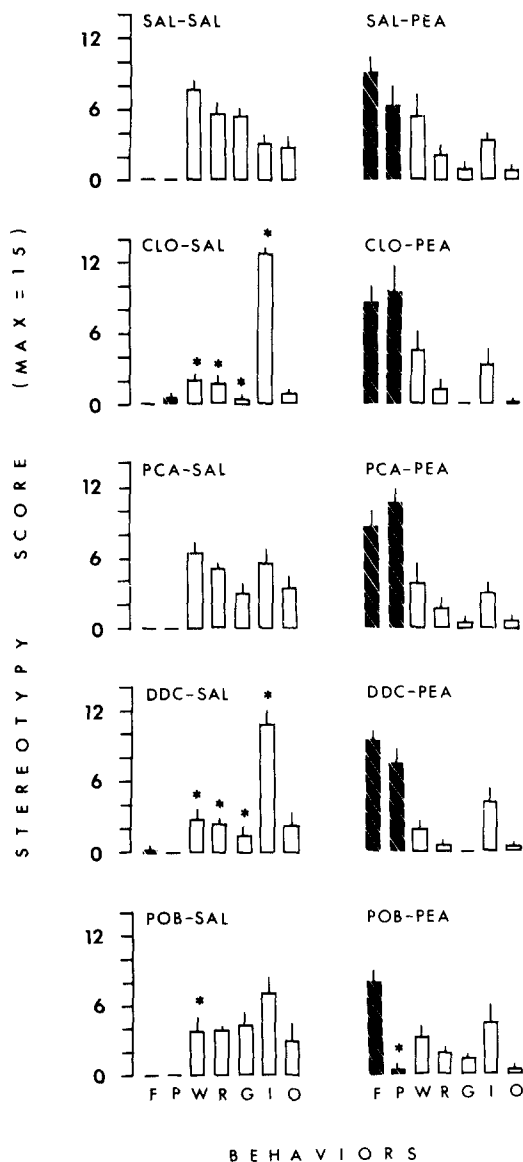 SAL-SAL SAL-PEA
12
6
0
CLO-SAL CLO-PEA
*
12
6
* * *
0
PCA-SAL PCA-PEA
12
6
0
DDC-SAL DDC-PEA
*
12
6
* * *
0
POB-SAL POB-PEA
12
6
* *
0
F P W R G I O F P W R G I O
BEHAVIORS
STEREOTYPY SCORE (MAX=15)